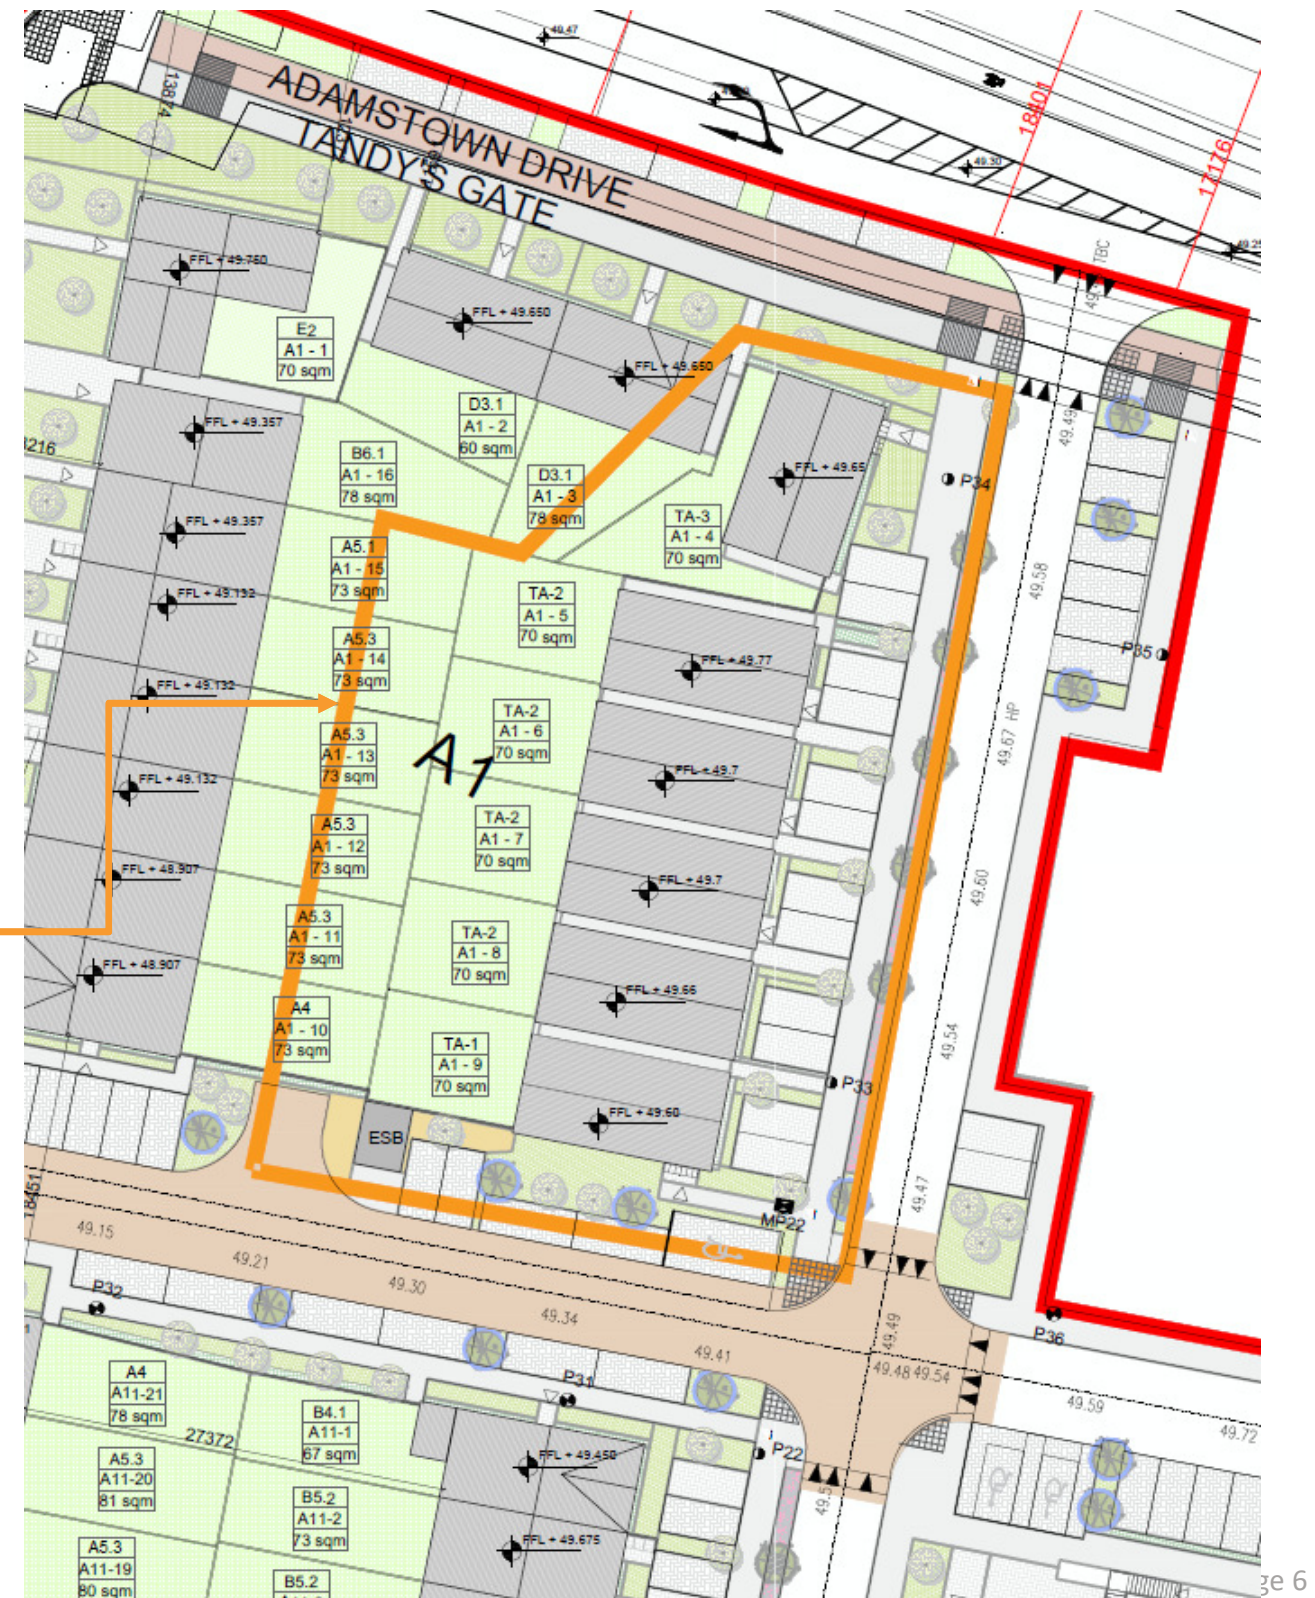 49.47
13874
ADAMSTOWN DRIVE
TANDY'S GATE
18401
49.30
17176
49.25
TBC
FFL + 49.760
FFL + 49.650
FFL + 49.650
E2
A1 - 1
70 sqm
D3.1
A1 - 2
60 sqm
49.49
FFL + 49.357
B6.1
A1 - 16
78 sqm
D3.1
A1 - 3
78 sqm
FFL + 49.65
P34
TA-3
A1 - 4
70 sqm
FFL + 49.357
A5.1
A1 - 15
73 sqm
49.58
TA-2
A1 - 5
70 sqm
FFL + 49.132
A5.3
A1 - 14
73 sqm
P35
FFL + 49.77
FFL + 49.132
TA-2
A1 - 6
70 sqm
49.67 HP
A5.3
A1 - 13
73 sqm
A1
FFL + 49.7
FFL + 49.132
TA-2
A1 - 7
70 sqm
A5.3
A1 - 12
73 sqm
FFL + 48.907
FFL + 49.7
49.60
A5.3
A1 - 11
73 sqm
TA-2
A1 - 8
70 sqm
FFL + 48.907
FFL + 49.66
A4
A1 - 10
73 sqm
49.54
TA-1
A1 - 9
70 sqm
P33
FFL + 49.60
ESB
18451
49.47
MP22
49.15
49.21
49.30
49.34
49.41
49.49
49.48 49.54
P32
P36
P31
A4
A11-21
78 sqm
49.59
49.72
B4.1
A11-1
67 sqm
27372
P22
A5.3
A11-20
81 sqm
FFL + 49.450
B5.2
A11-2
73 sqm
FFL + 49.675
A5.3
A11-19
80 sqm
B5.2
ge 6